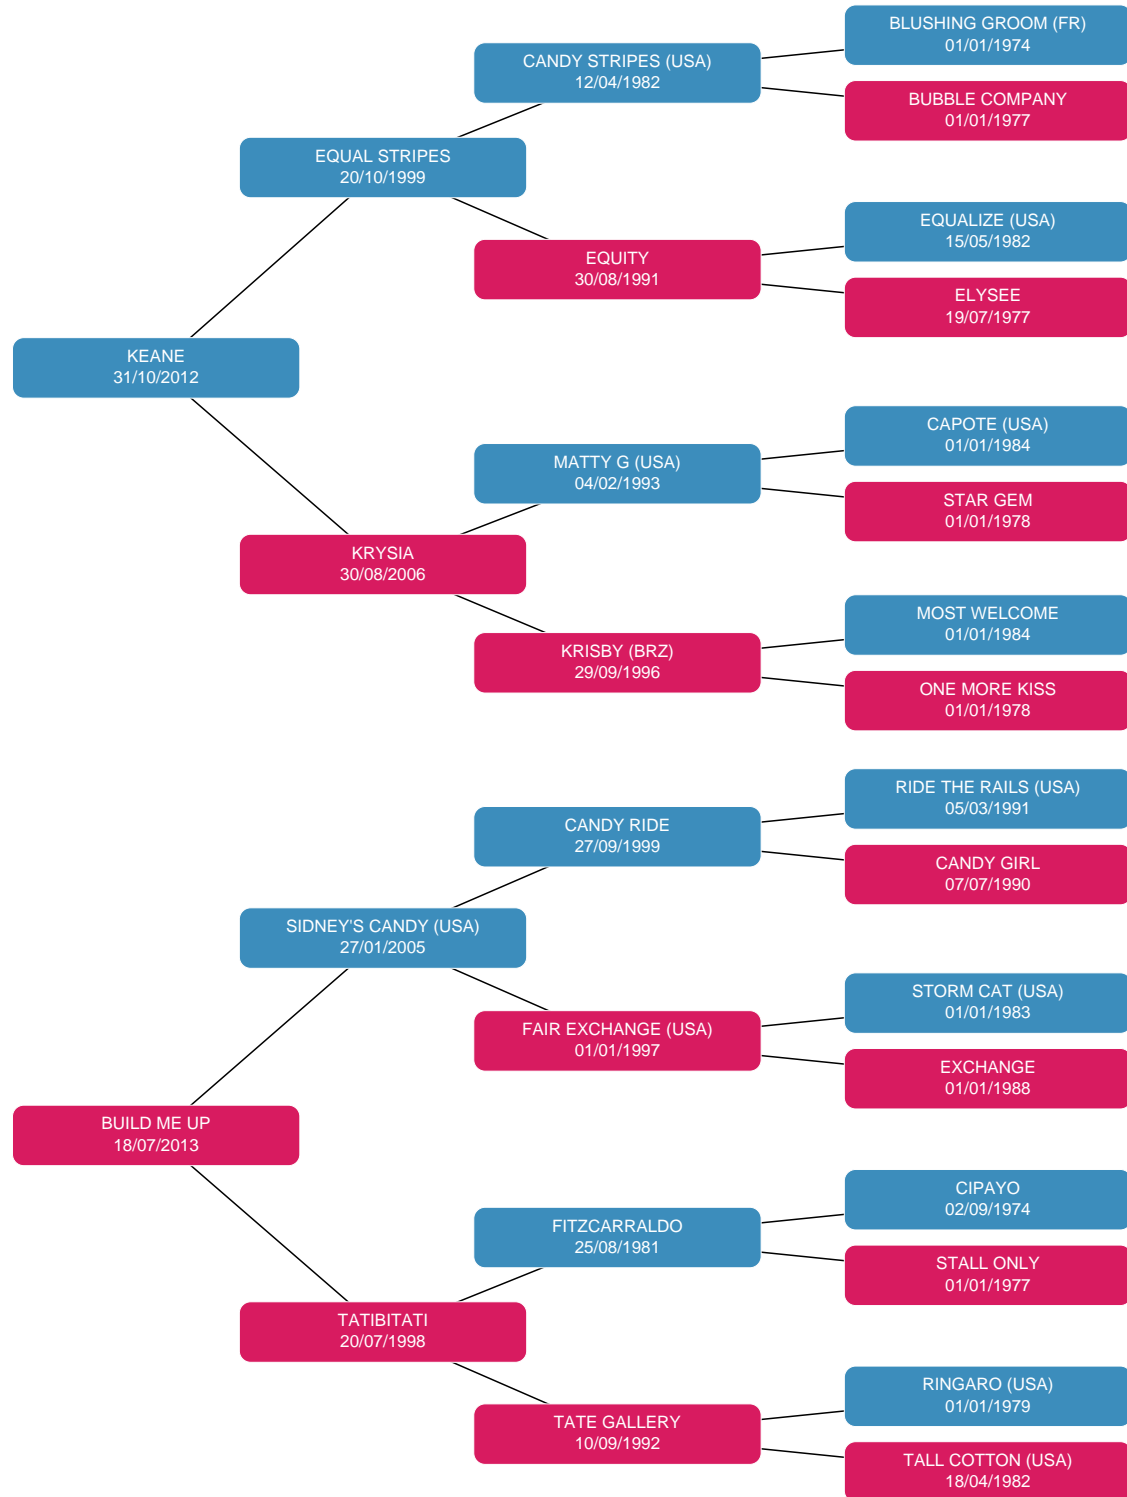 BLUSHING GROOM (FR)
01/01/1974
CANDY STRIPES (USA)
12/04/1982
BUBBLE COMPANY
01/01/1977
EQUAL STRIPES
20/10/1999
EQUALIZE (USA)
15/05/1982
EQUITY
30/08/1991
ELYSEE
19/07/1977
KEANE
31/10/2012
CAPOTE (USA)
01/01/1984
MATTY G (USA)
04/02/1993
STAR GEM
01/01/1978
KRYSIA
30/08/2006
MOST WELCOME
01/01/1984
KRISBY (BRZ)
29/09/1996
ONE MORE KISS
01/01/1978
RIDE THE RAILS (USA)
05/03/1991
CANDY RIDE
27/09/1999
CANDY GIRL
07/07/1990
SIDNEY'S CANDY (USA)
27/01/2005
STORM CAT (USA)
01/01/1983
FAIR EXCHANGE (USA)
01/01/1997
EXCHANGE
01/01/1988
BUILD ME UP
18/07/2013
CIPAYO
02/09/1974
FITZCARRALDO
25/08/1981
STALL ONLY
01/01/1977
TATIBITATI
20/07/1998
RINGARO (USA)
01/01/1979
TATE GALLERY
10/09/1992
TALL COTTON (USA)
18/04/1982